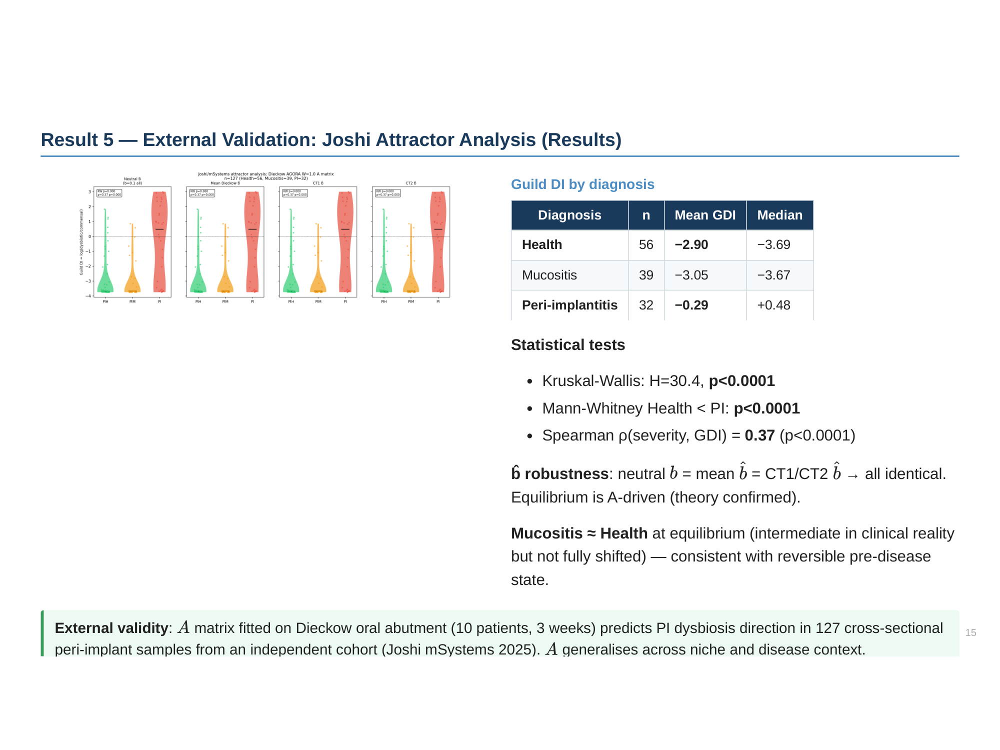 Result 5 — External Validation: Joshi Attractor Analysis (Results)
Joshi/mSystems attractor analysis: Dieckow AGORA W=1.0 A matrix
n=127 (Health=56, Mucositis=39, PI=32)
Neutral b̂
(b=0.1 all)
Mean Dieckow b̂
CT1 b̂
CT2 b̂
KW p=0.000
ρ=0.37 p=0.000
KW p=0.000
ρ=0.37 p=0.000
KW p=0.000
ρ=0.37 p=0.000
KW p=0.000
ρ=0.37 p=0.000
Guild DI = log(dysbiotic/commensal)
3
2
1
0
−1
−2
−3
−4
PIH PIM PI
PIH PIM PI
PIH PIM PI
PIH PIM PI
Guild DI by diagnosis
Diagnosis n Mean GDI Median
Health 56 −2.90 −3.69
Mucositis 39 −3.05 −3.67
Peri-implantitis 32 −0.29 +0.48
Statistical tests
• Kruskal-Wallis: H=30.4, p<0.0001
• Mann-Whitney Health < PI: p<0.0001
• Spearman ρ(severity, GDI) = 0.37 (p<0.0001)
b̂ robustness: neutral b = mean b̂ = CT1/CT2 b̂ → all identical.
Equilibrium is A-driven (theory confirmed).
Mucositis ≈ Health at equilibrium (intermediate in clinical reality
but not fully shifted) — consistent with reversible pre-disease
state.
External validity: A matrix fitted on Dieckow oral abutment (10 patients, 3 weeks) predicts PI dysbiosis direction in 127 cross-sectional
peri-implant samples from an independent cohort (Joshi mSystems 2025). A generalises across niche and disease context.
15